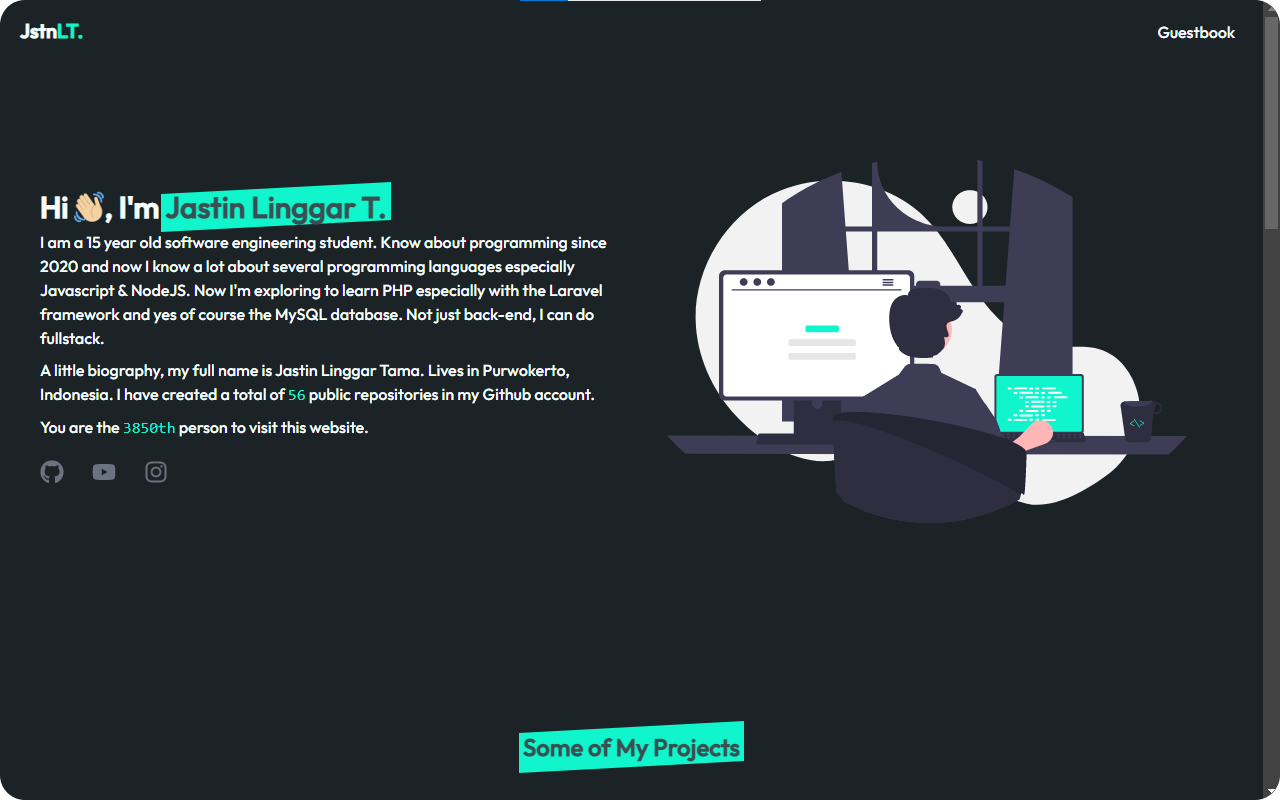 JstnLT.
Guestbook
Hi 👋🏼, I'm Jastin Linggar T.
I am a 15 year old software engineering student. Know about programming since
2020 and now I know a lot about several programming languages especially
Javascript & NodeJS. Now I'm exploring to learn PHP especially with the Laravel
framework and yes of course the MySQL database. Not just back-end, I can do
fullstack.
A little biography, my full name is Jastin Linggar Tama. Lives in Purwokerto,
Indonesia. I have created a total of 56 public repositories in my Github account.
You are the 3850th person to visit this website.
<\>
Some of My Projects